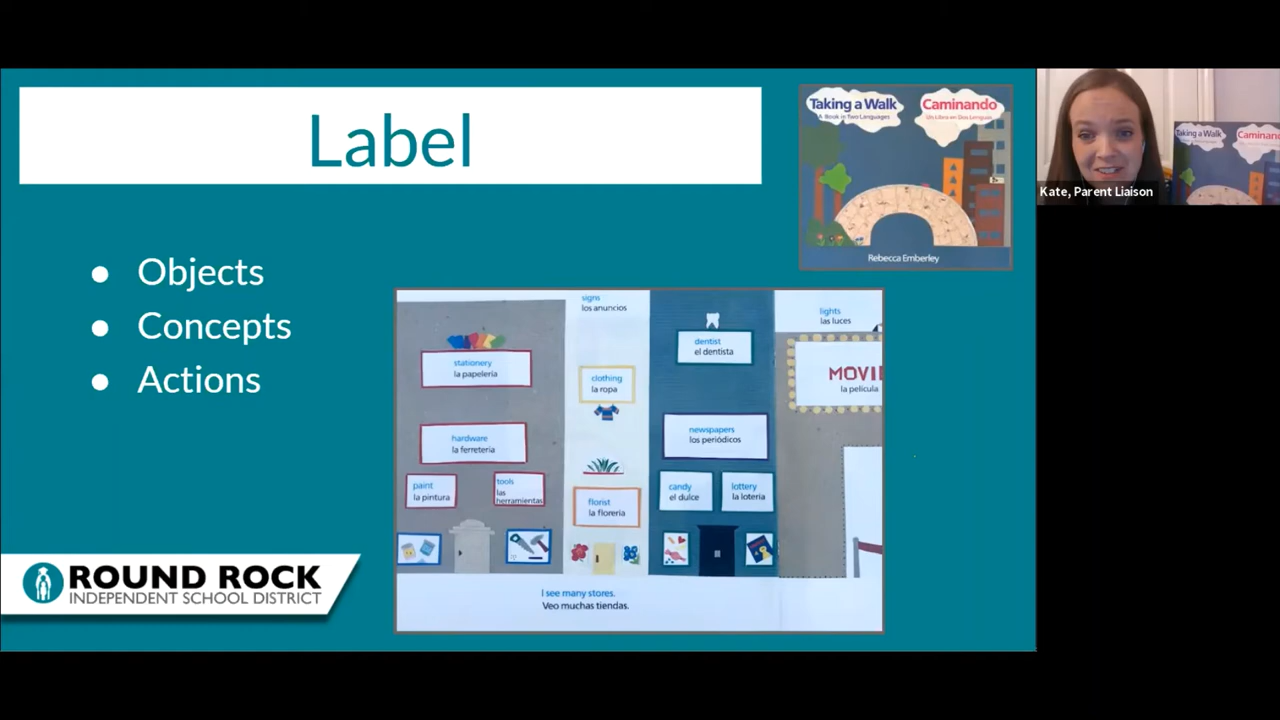 Label
Objects
Concepts
Actions
Taking a Walk
A Book in Two Languages
Caminando
Un Libro en Dos Lenguas
Rebecca Emberley
signs
los anuncios
stationery
la papelería
hardware
la ferretería
paint
la pintura
tools
las
herramientas
clothing
la ropa
florist
la florería
dentist
el dentista
newspapers
los periódicos
candy
el dulce
lottery
la lotería
lights
las luces
MOVI
la película
I see many stores.
Veo muchas tiendas.
ROUND ROCK
INDEPENDENT SCHOOL DISTRICT
Taking a Walk
Caminando
Kate, Parent Liaison